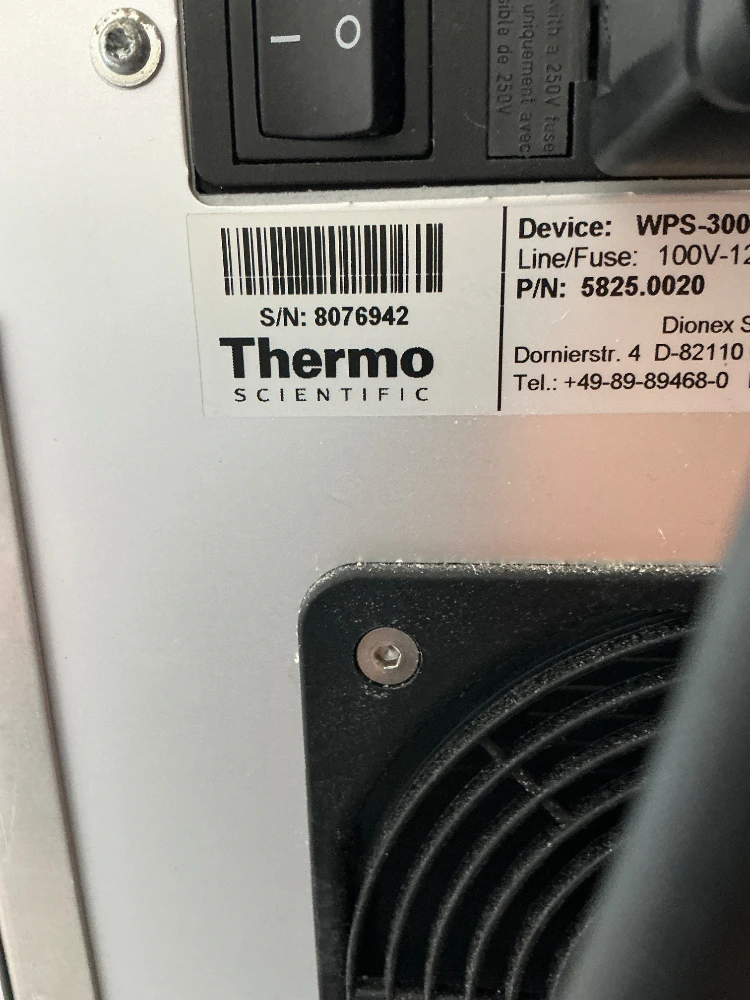 I O
with a 250V fuse
uniquement avec
sible de 250V
S/N: 8076942
Thermo
SCIENTIFIC
Device: WPS-300
Line/Fuse: 100V-12
P/N: 5825.0020
Dionex S
Dornierstr. 4 D-82110
Tel.: +49-89-89468-0